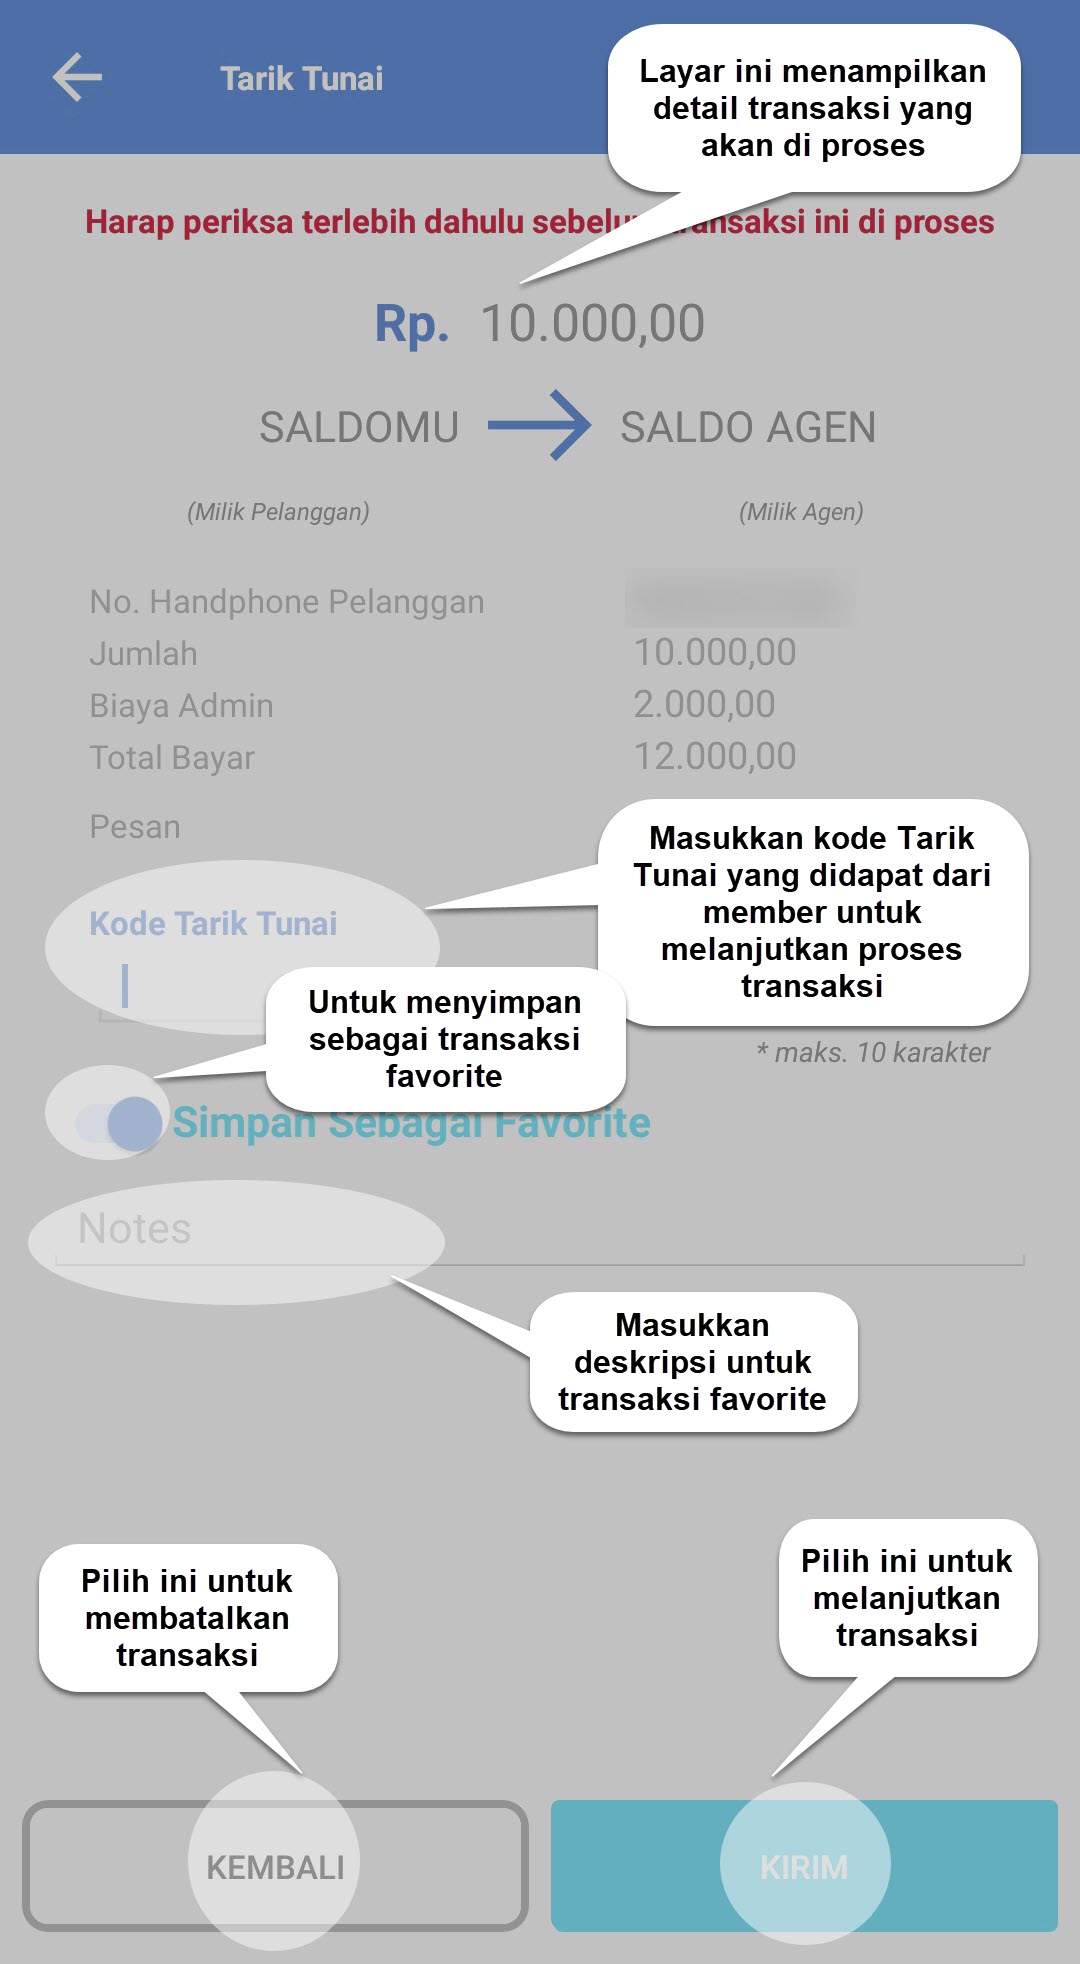 Tarik Tunai
Layar ini menampilkan
detail transaksi yang
akan di proses
Harap periksa terlebih dahulu sebelum transaksi ini di proses
Rp. 10.000,00
SALDOMU SALDO AGEN
(Milik Pelanggan) (Milik Agen)
No. Handphone Pelanggan
Jumlah 10.000,00
Biaya Admin 2.000,00
Total Bayar 12.000,00
Pesan
Masukkan kode Tarik
Tunai yang didapat dari
member untuk
melanjutkan proses
transaksi
Kode Tarik Tunai
Untuk menyimpan
sebagai transaksi
favorite
* maks. 10 karakter
Simpan Sebagai Favorite
Notes
Masukkan
deskripsi untuk
transaksi favorite
Pilih ini untuk
membatalkan
transaksi
Pilih ini untuk
melanjutkan
transaksi
KEMBALI
KIRIM